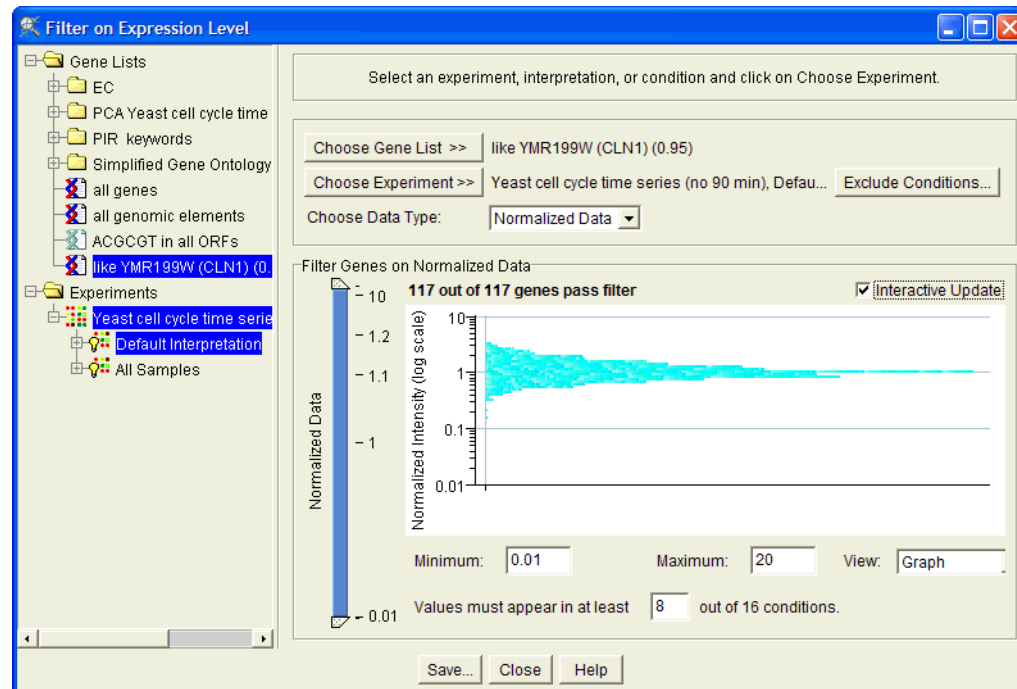 Filter on Expression Level
Gene Lists
EC
PCA Yeast cell cycle time
PIR keywords
Simplified Gene Ontology
all genes
all genomic elements
ACGCGT in all ORFs
like YMR199W (CLN1) (0.
Experiments
Yeast cell cycle time serie
Default Interpretation
All Samples
Select an experiment, interpretation, or condition and click on Choose Experiment.
Choose Gene List >> like YMR199W (CLN1) (0.95)
Choose Experiment >> Yeast cell cycle time series (no 90 min), Defau... Exclude Conditions...
Choose Data Type: Normalized Data
Filter Genes on Normalized Data
117 out of 117 genes pass filter Interactive Update
Normalized Data
10
1.2
1.1
1
0.01
Normalized Intensity (log scale)
10
1
0.1
0.01
Minimum: 0.01 Maximum: 20 View: Graph
Values must appear in at least 8 out of 16 conditions.
Save... Close Help